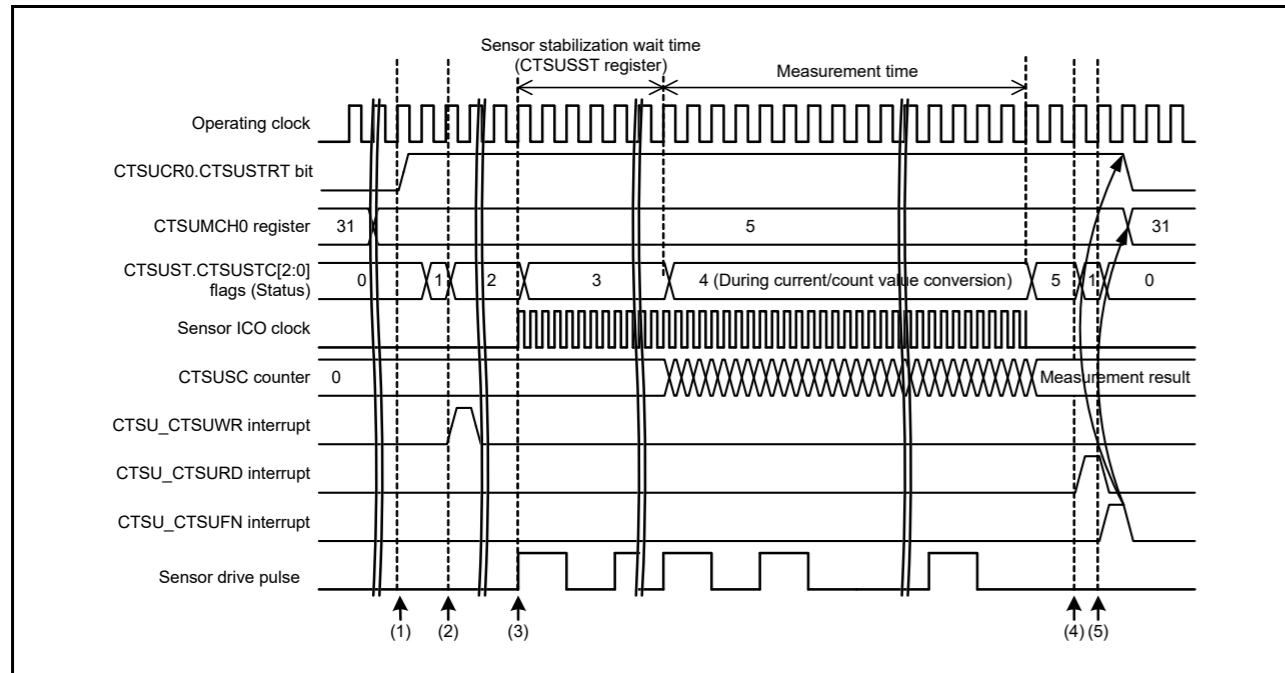 Sensor stabilization wait time
(CTSUSST register)
Measurement time
Operating clock
CTSUCR0.CTSUSTRT bit
CTSUMCH0 register
31
5
31
CTSUST.CTSUSTC[2:0]
flags (Status)
0
1
2
3
4 (During current/count value conversion)
5
1
0
Sensor ICO clock
CTSUSC counter
0
Measurement result
CTSU_CTSUWR interrupt
CTSU_CTSURD interrupt
CTSU_CTSUFN interrupt
Sensor drive pulse
(1)
(2)
(3)
(4)
(5)